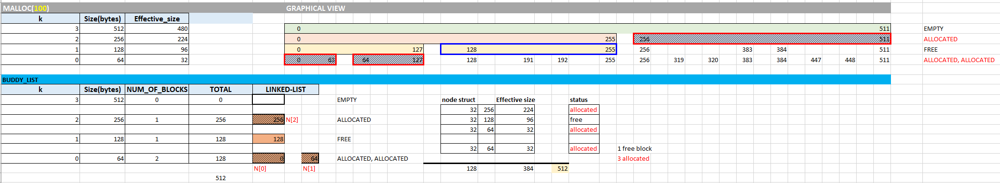 MALLOC(100) GRAPHICAL VIEW
k Size(bytes) Effective_size
3 512 480 0 511 EMPTY
2 256 224 0 255 256 511 ALLOCATED
1 128 96 0 127 128 255 256 383 384 511 FREE
0 64 32 0 63 64 127 128 191 192 255 256 319 320 383 384 447 448 511 ALLOCATED, ALLOCATED
BUDDY_LIST
k Size(bytes) NUM_OF_BLOCKS TOTAL LINKED-LIST
3 512 0 0 EMPTY node struct Effective size status
32 256 224 allocated
2 256 1 256 256 N[2] ALLOCATED 32 128 96 free
32 64 32 allocated
1 128 1 128 128 FREE
32 64 32 allocated 1 free block
0 64 2 128 0 64 ALLOCATED, ALLOCATED 3 allocated
N[0] N[1] 128 384 512
512